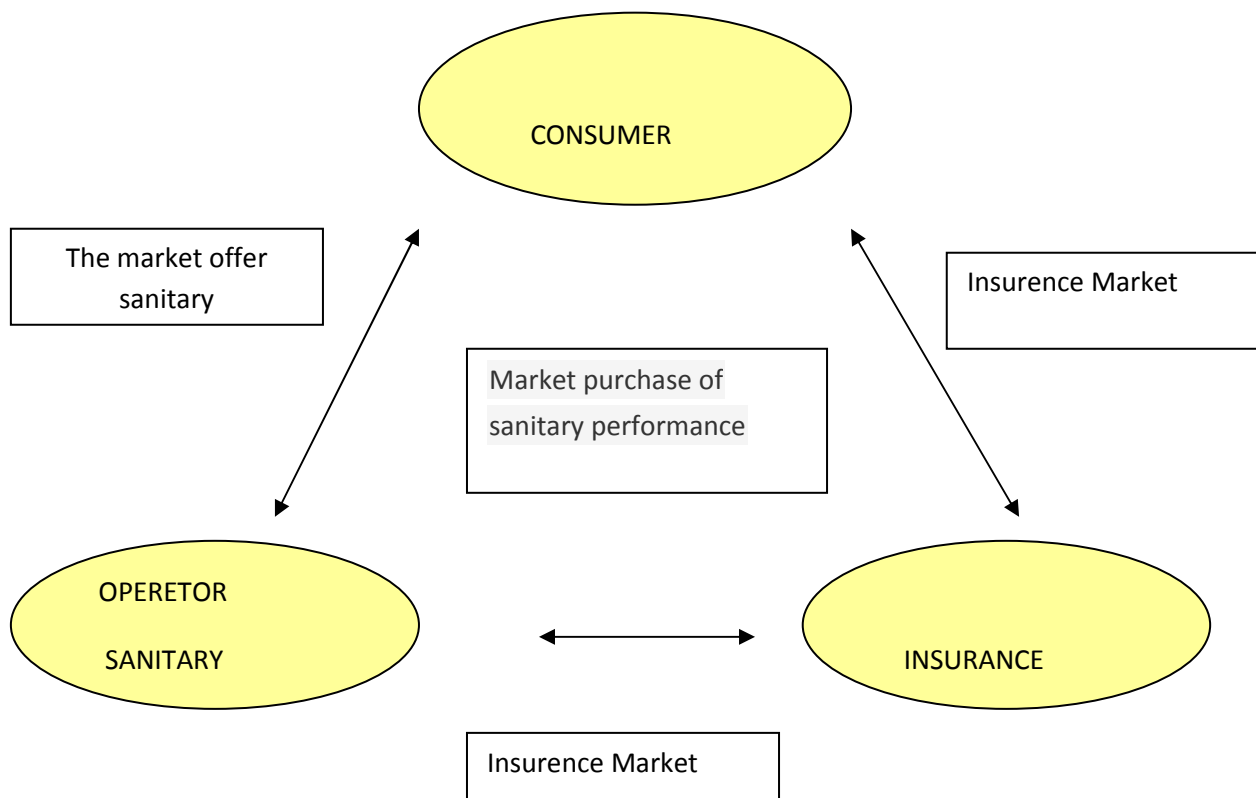 CONSUMER
The market offer
sanitary
Insurence Market
Market purchase of
sanitary performance
OPERETOR
SANITARY
INSURANCE
Insurence Market